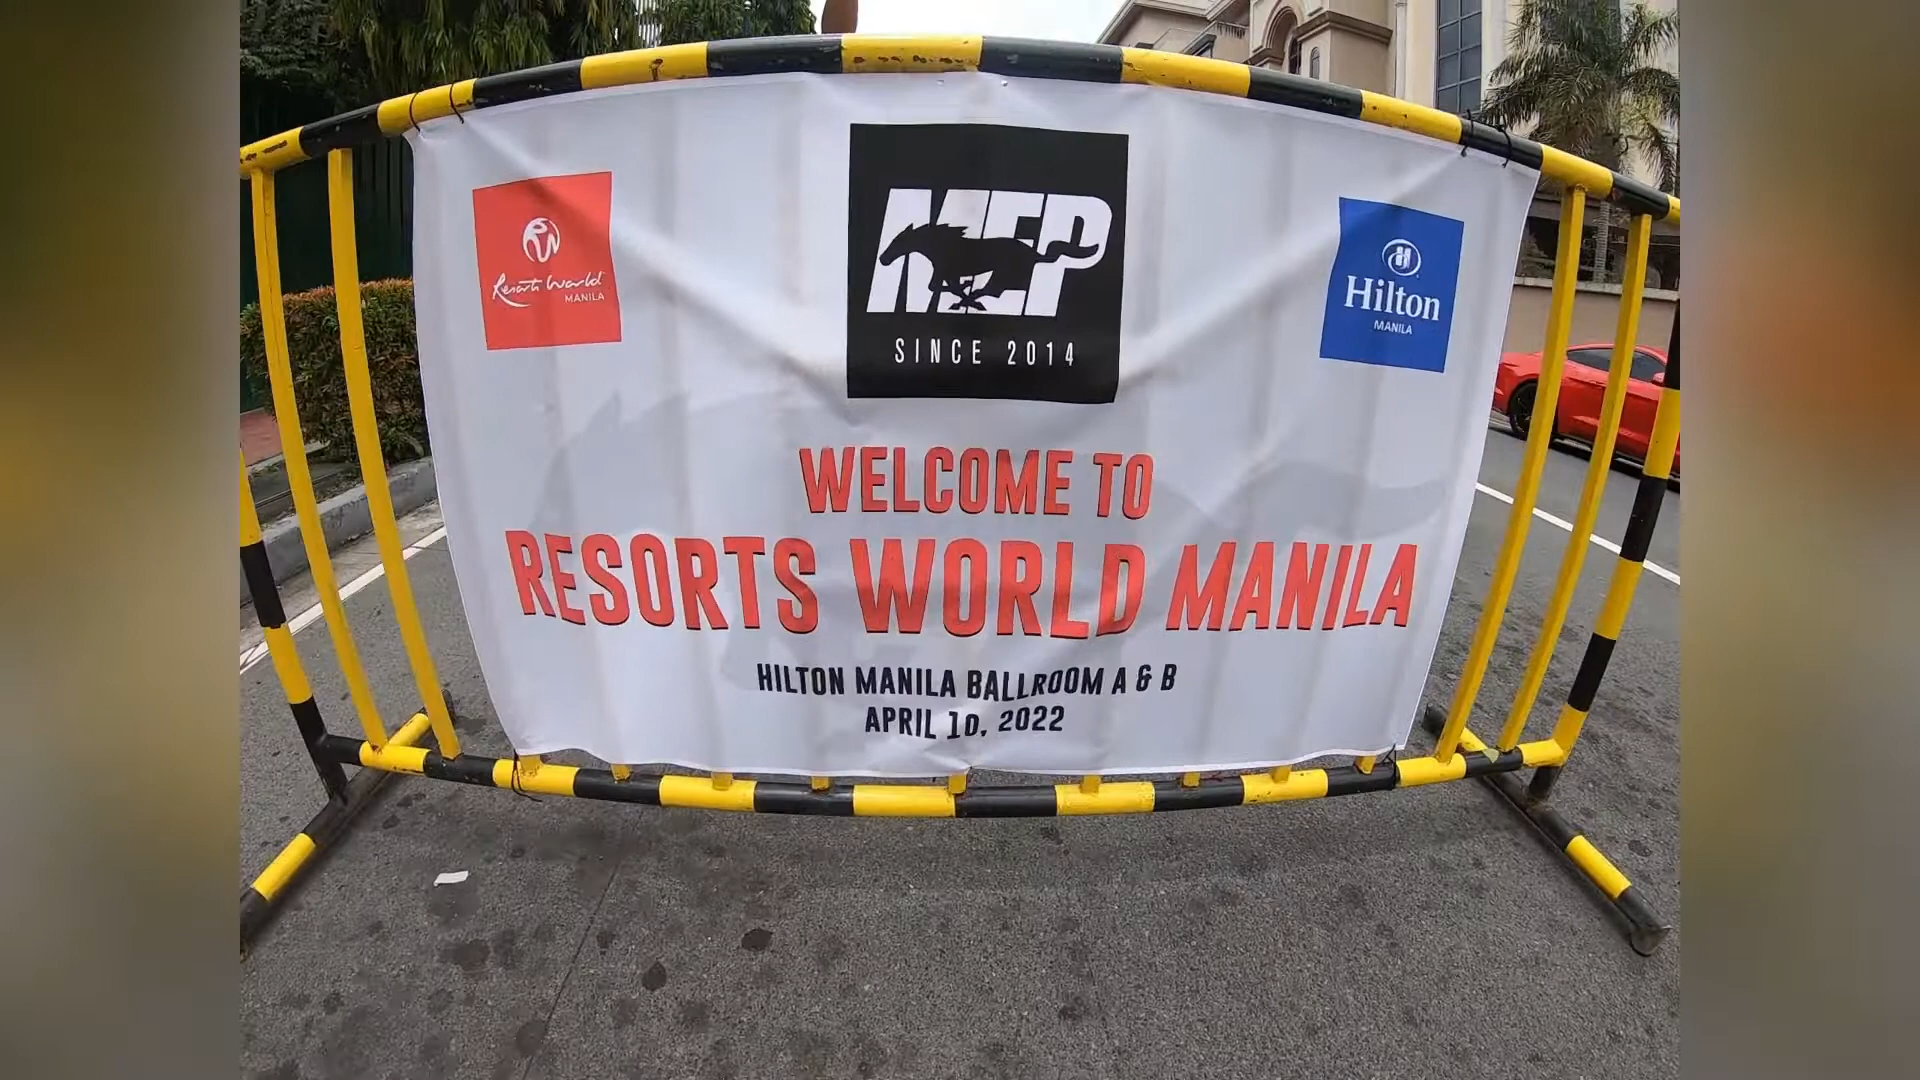 Resorts World
MANILA
MEP
SINCE 2014
Hilton
MANILA
WELCOME TO
RESORTS WORLD MANILA
HILTON MANILA BALLROOM A & B
APRIL 10, 2022